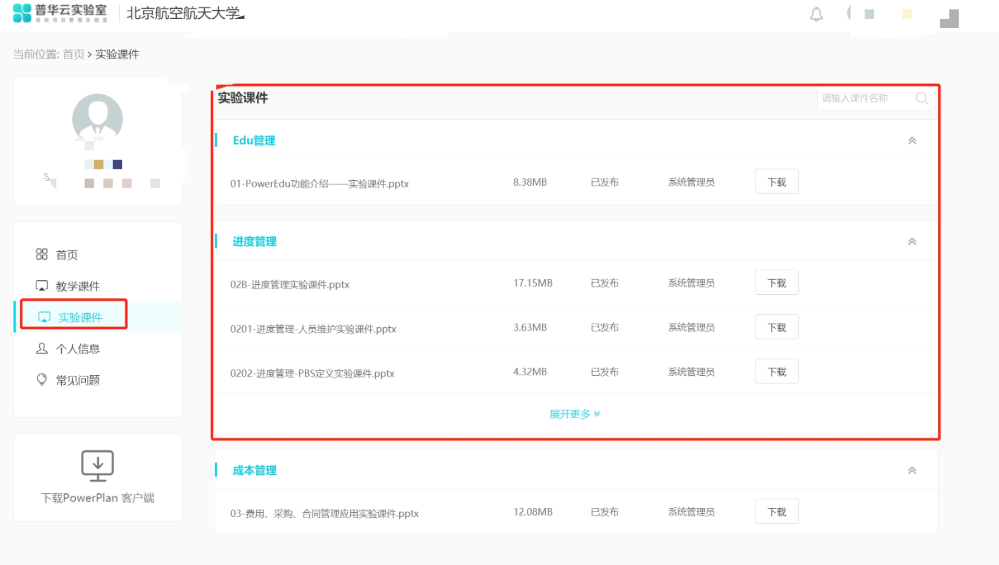 普华云实验室
高校项目管理实验室
北京航空航天大学
当前位置: 首页 > 实验课件
实验课件
请输入课件名称
Edu管理
01-PowerEdu功能介绍——实验课件.pptx 8.38MB 已发布 系统管理员 下载
进度管理
02B-进度管理实验课件.pptx 17.15MB 已发布 系统管理员 下载
0201-进度管理-人员维护实验课件.pptx 3.63MB 已发布 系统管理员 下载
0202-进度管理-PBS定义实验课件.pptx 4.32MB 已发布 系统管理员 下载
展开更多
成本管理
03-费用、采购、合同管理应用实验课件.pptx 12.08MB 已发布 系统管理员 下载
首页
教学课件
实验课件
个人信息
常见问题
下载PowerPlan 客户端